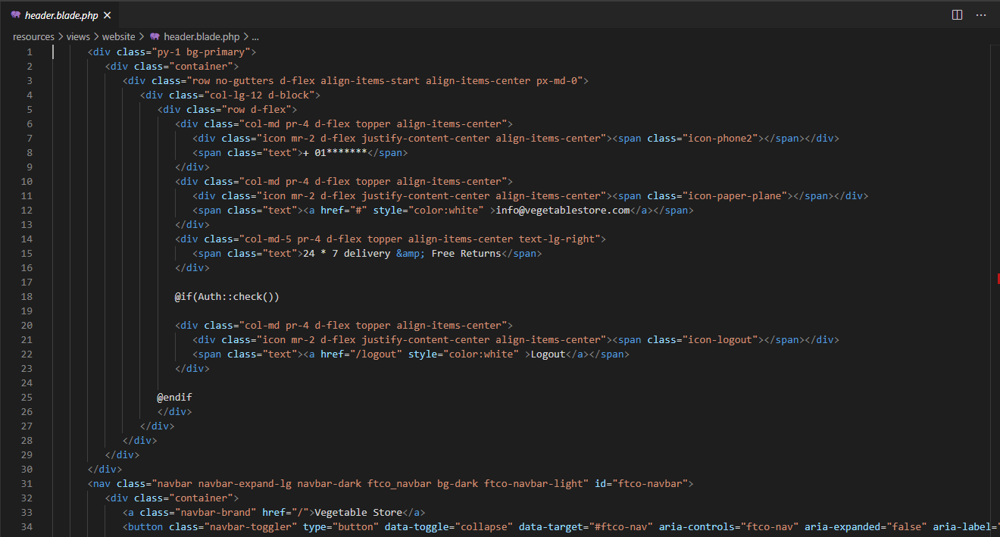 header.blade.php
resources > views > website > header.blade.php > ...
1 <div class="py-1 bg-primary">
2 <div class="container">
3 <div class="row no-gutters d-flex align-items-start align-items-center px-md-0">
4 <div class="col-lg-12 d-block">
5 <div class="row d-flex">
6 <div class="col-md pr-4 d-flex topper align-items-center">
7 <div class="icon mr-2 d-flex justify-content-center align-items-center"><span class="icon-phone2"></span></div>
8 <span class="text">+ 01*******</span>
9 </div>
10 <div class="col-md pr-4 d-flex topper align-items-center">
11 <div class="icon mr-2 d-flex justify-content-center align-items-center"><span class="icon-paper-plane"></span></div>
12 <span class="text"><a href="#" style="color:white" >info@vegetablestore.com</a></span>
13 </div>
14 <div class="col-md-5 pr-4 d-flex topper align-items-center text-lg-right">
15 <span class="text">24 * 7 delivery &amp; Free Returns</span>
16 </div>
17
18 @if(Auth::check())
19
20 <div class="col-md pr-4 d-flex topper align-items-center">
21 <div class="icon mr-2 d-flex justify-content-center align-items-center"><span class="icon-logout"></span></div>
22 <span class="text"><a href="/logout" style="color:white" >Logout</a></span>
23 </div>
24
25 @endif
26 </div>
27 </div>
28 </div>
29 </div>
30 </div>
31 <nav class="navbar navbar-expand-lg navbar-dark ftco_navbar bg-dark ftco-navbar-light" id="ftco-navbar">
32 <div class="container">
33 <a class="navbar-brand" href="/">Vegetable Store</a>
34 <button class="navbar-toggler" type="button" data-toggle="collapse" data-target="#ftco-nav" aria-controls="ftco-nav" aria-expanded="false" aria-label="